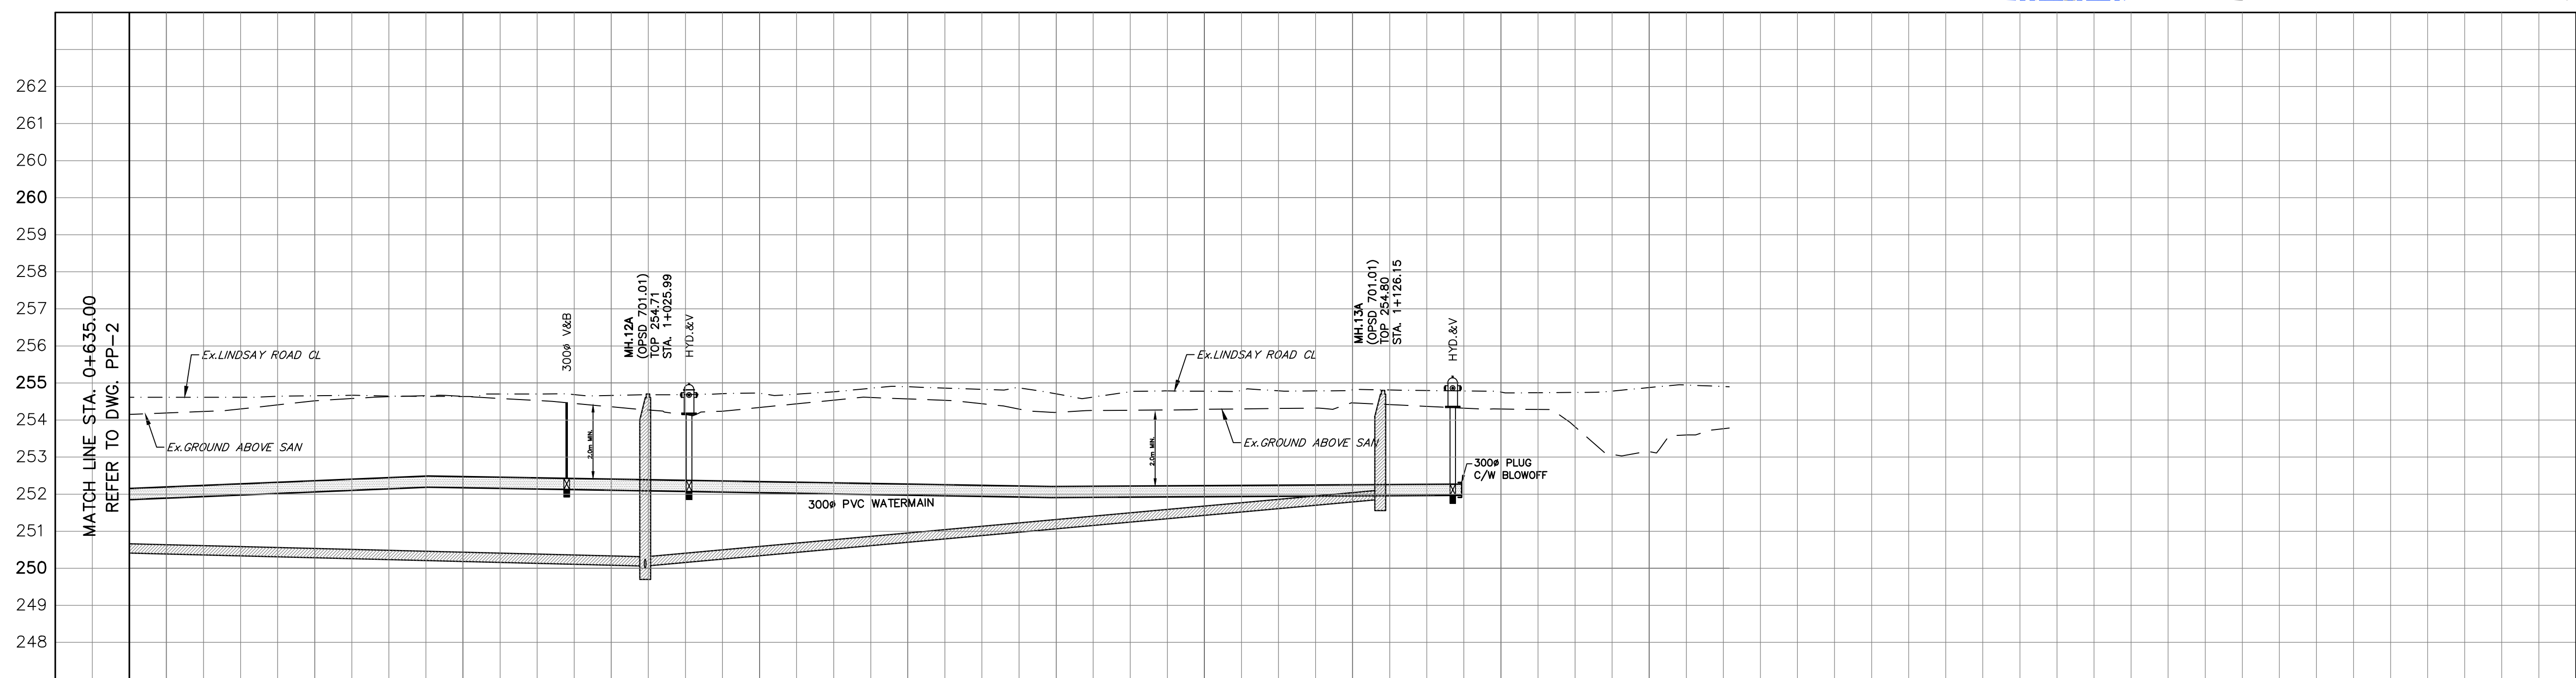 262
261
260
260
259
258
257
256
255
254
253
252
251
250
249
248
MATCH LINE STA. 0+635.00
REFER TO DWG. PP-2
Ex.LINDSAY ROAD CL
Ex.GROUND ABOVE SAN
300ø V&B
2.0m MIN.
MH.12A
(OPSD 701.01)
TOP 254.71
STA. 1+025.99
HYD.&V
300ø PVC WATERMAIN
2.0m MIN.
Ex.LINDSAY ROAD CL
Ex.GROUND ABOVE SAN
MH.13A
(OPSD 701.01)
TOP 254.80
STA. 1+126.15
HYD.&V
300ø PLUG
C/W BLOWOFF